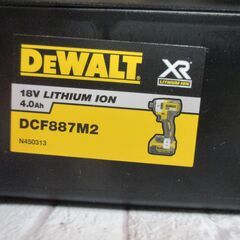 DEWALT
XR
LITHIUM ION
18V LITHIUM ION
4.0Ah
DCF887M2
N450313